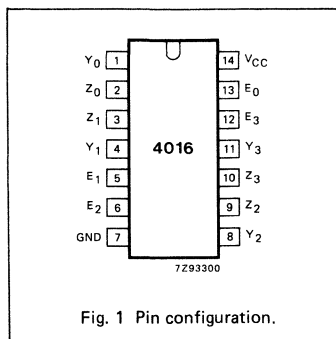 Y0 1 14 VCC
Z0 2 13 E0
Z1 3 12 E3
Y1 4 4016 11 Y3
E1 5 10 Z3
E2 6 9 Z2
GND 7 8 Y2
7Z93300
Fig. 1 Pin configuration.